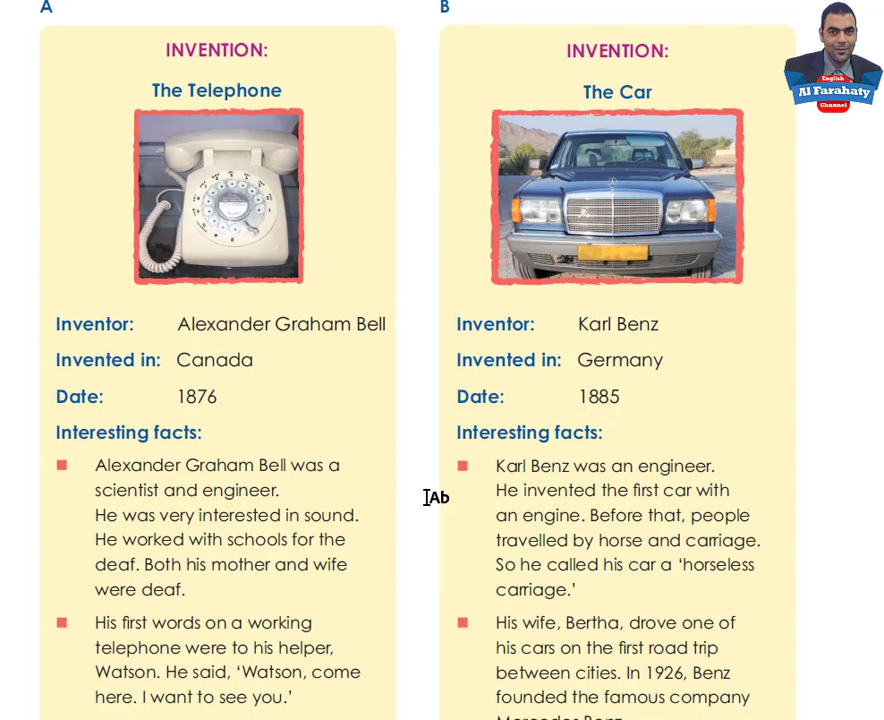 A
INVENTION:
The Telephone
Inventor: Alexander Graham Bell
Invented in: Canada
Date: 1876
Interesting facts:
Alexander Graham Bell was a
scientist and engineer.
He was very interested in sound.
He worked with schools for the
deaf. Both his mother and wife
were deaf.
His first words on a working
telephone were to his helper,
Watson. He said, ‘Watson, come
here. I want to see you.’
B
INVENTION:
The Car
Inventor: Karl Benz
Invented in: Germany
Date: 1885
Interesting facts:
Karl Benz was an engineer.
He invented the first car with
an engine. Before that, people
travelled by horse and carriage.
So he called his car a ‘horseless
carriage.’
His wife, Bertha, drove one of
his cars on the first road trip
between cities. In 1926, Benz
founded the famous company
Mercedes Benz
Ab
English
Al Farahaty
Channel